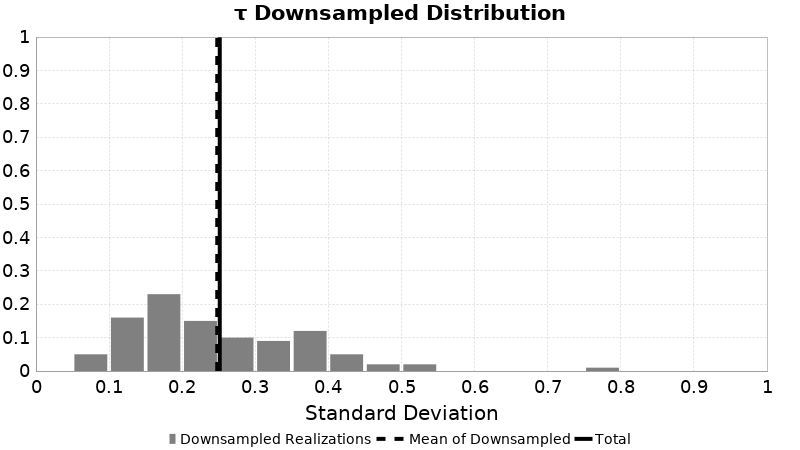 τ Downsampled Distribution
1
0.9
0.8
0.7
0.6
0.5
0.4
0.3
0.2
0.1
0
0 0.1 0.2 0.3 0.4 0.5 0.6 0.7 0.8 0.9 1
Standard Deviation
Downsampled Realizations Mean of Downsampled Total